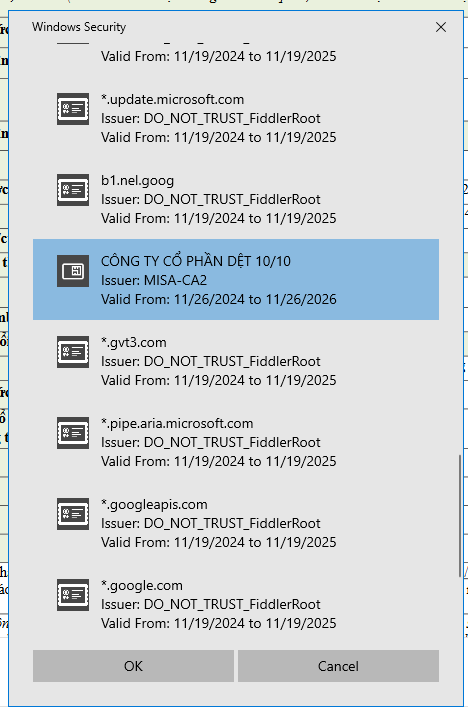 Windows Security
Valid From: 11/19/2024 to 11/19/2025
*.update.microsoft.com
Issuer: DO_NOT_TRUST_FiddlerRoot
Valid From: 11/19/2024 to 11/19/2025
b1.nel.goog
Issuer: DO_NOT_TRUST_FiddlerRoot
Valid From: 11/19/2024 to 11/19/2025
CÔNG TY CỔ PHẦN DỆT 10/10
Issuer: MISA-CA2
Valid From: 11/26/2024 to 11/26/2026
*.gvt3.com
Issuer: DO_NOT_TRUST_FiddlerRoot
Valid From: 11/19/2024 to 11/19/2025
*.pipe.aria.microsoft.com
Issuer: DO_NOT_TRUST_FiddlerRoot
Valid From: 11/19/2024 to 11/19/2025
*.googleapis.com
Issuer: DO_NOT_TRUST_FiddlerRoot
Valid From: 11/19/2024 to 11/19/2025
*.google.com
Issuer: DO_NOT_TRUST_FiddlerRoot
Valid From: 11/19/2024 to 11/19/2025
OK
Cancel